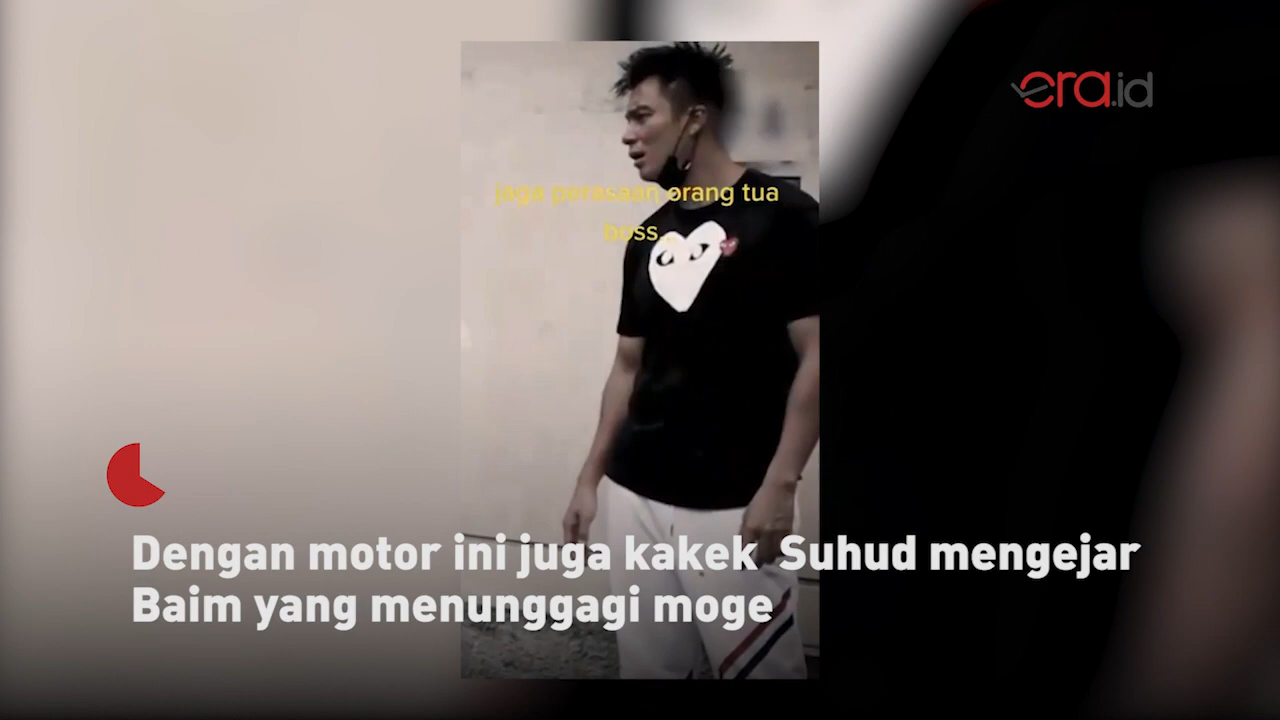 era.id
jaga perasaan orang tua
boss...
Dengan motor ini juga kakek Suhud mengejar
Baim yang menunggagi moge